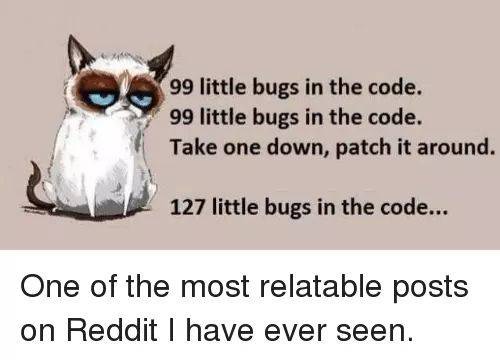 99 little bugs in the code.
99 little bugs in the code.
Take one down, patch it around.
127 little bugs in the code...
One of the most relatable posts
on Reddit I have ever seen.